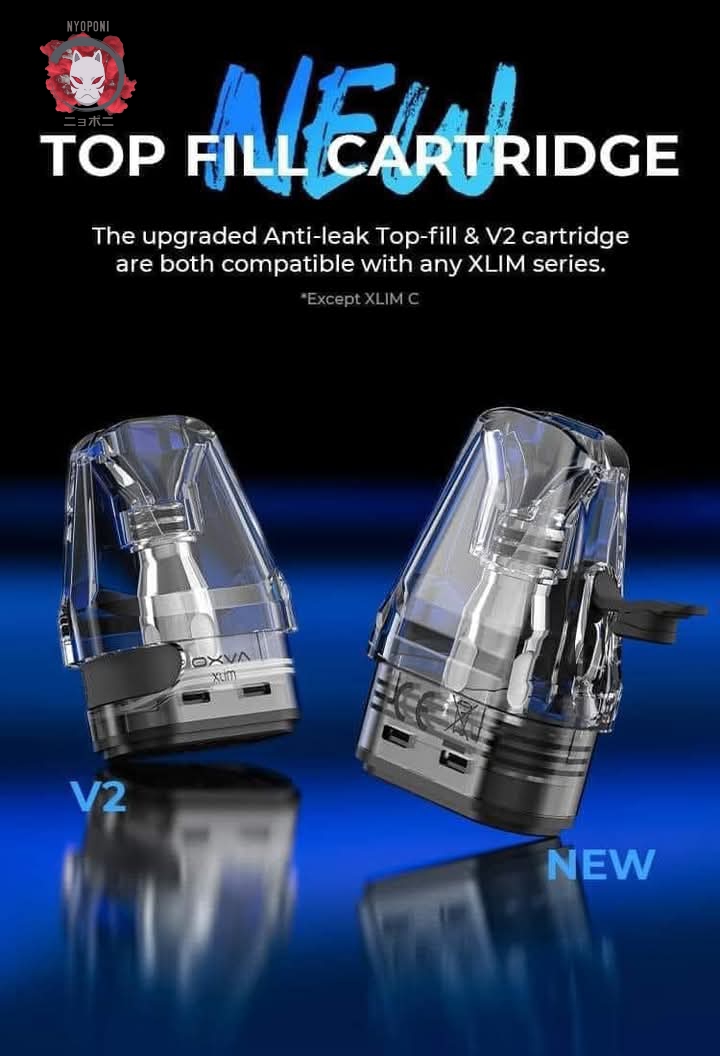 NYOPONI
ニョポニ
NEW
TOP FILL CARTRIDGE
The upgraded Anti-leak Top-fill & V2 cartridge
are both compatible with any XLIM series.
*Except XLIM C
OXVA
XLIM
CE
V2
NEW